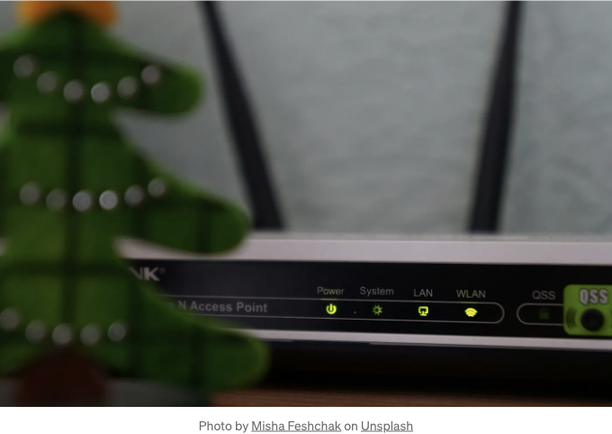 NK
Power System LAN WLAN QSS QSS
N Access Point
Photo by Misha Feshchak on Unsplash